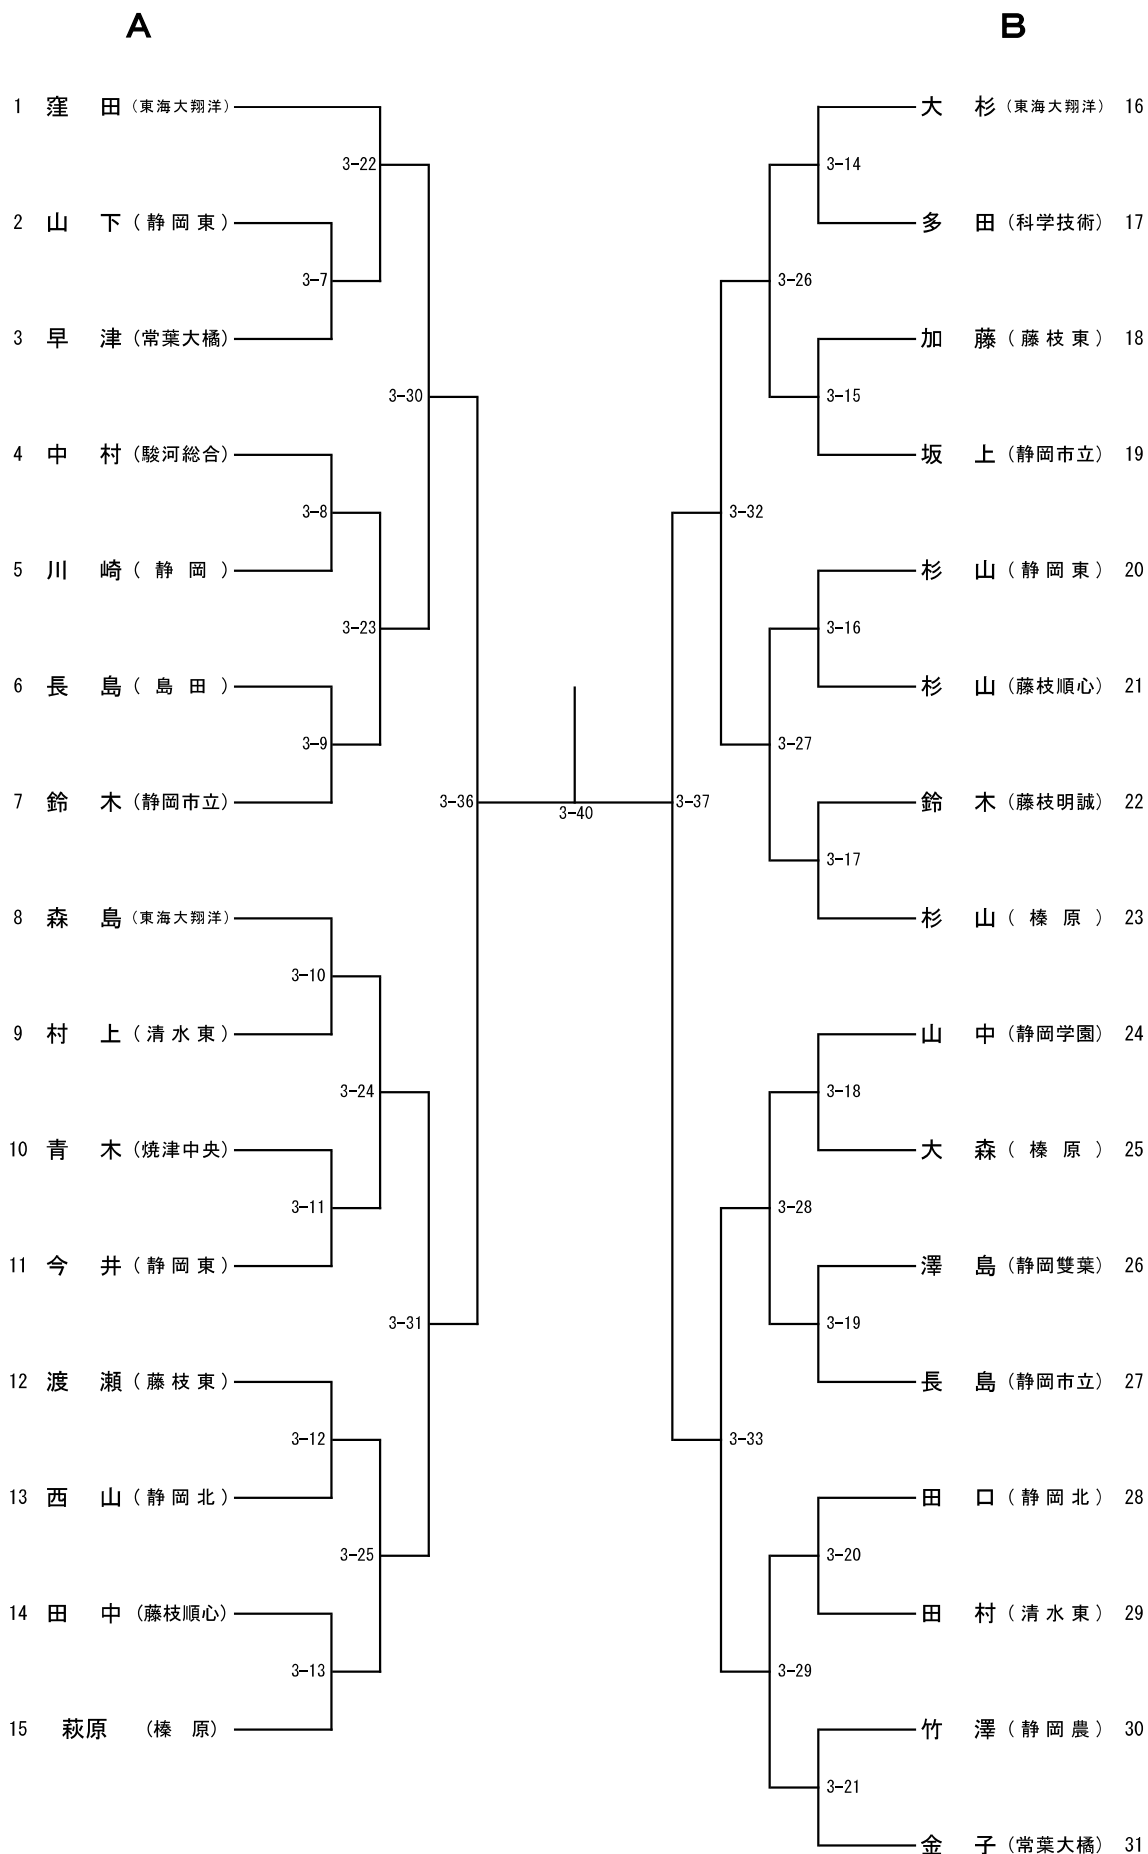 A B
1 窪 田 (東海大翔洋) 大 杉 (東海大翔洋) 16
3-22 3-14
2 山 下 (静岡東) 多 田 (科学技術) 17
3-7 3-26
3 早 津 (常葉大橘) 加 藤 (藤枝東) 18
3-30 3-15
4 中 村 (駿河総合) 坂 上 (静岡市立) 19
3-8 3-32
5 川 崎 (静 岡) 杉 山 (静岡東) 20
3-23 3-16
6 長 島 (島 田) 杉 山 (藤枝順心) 21
3-9 3-27
7 鈴 木 (静岡市立) 3-36 3-40 3-37 鈴 木 (藤枝明誠) 22
3-17
8 森 島 (東海大翔洋) 杉 山 (榛 原) 23
3-10
9 村 上 (清水東) 山 中 (静岡学園) 24
3-24 3-18
10 青 木 (焼津中央) 大 森 (榛 原) 25
3-11 3-28
11 今 井 (静岡東) 澤 島 (静岡雙葉) 26
3-31 3-19
12 渡 瀬 (藤枝東) 長 島 (静岡市立) 27
3-12 3-33
13 西 山 (静岡北) 田 口 (静岡北) 28
3-25 3-20
14 田 中 (藤枝順心) 田 村 (清水東) 29
3-13 3-29
15 萩原 (榛 原) 竹 澤 (静岡農) 30
3-21
金 子 (常葉大橘) 31